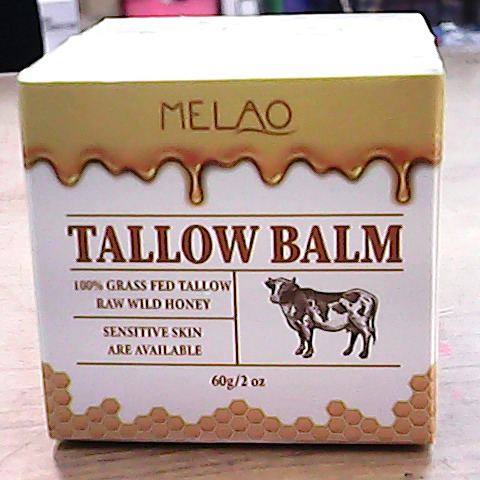 MELAO
TALLOW BALM
100% GRASS FED TALLOW
RAW WILD HONEY
SENSITIVE SKIN
ARE AVAILABLE
60g/2 oz